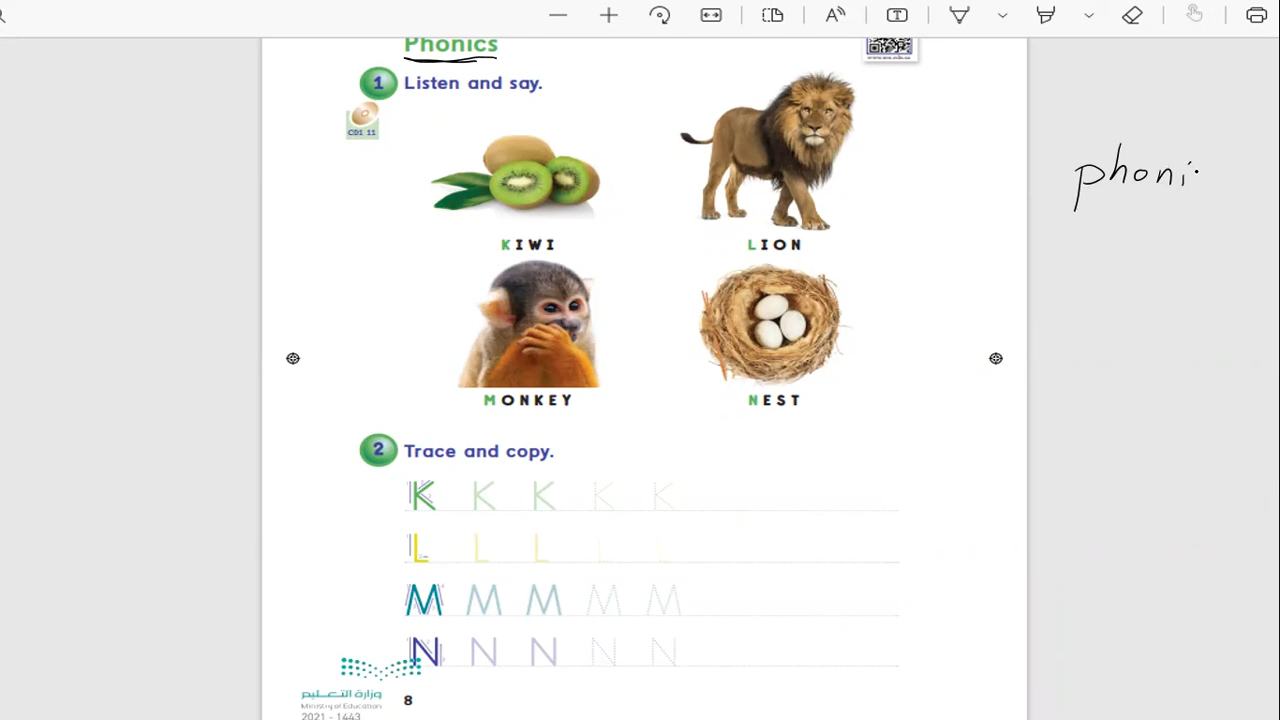 Phonics
1 Listen and say.
CD1 11
KIWI
LION
MONKEY
NEST
phoni
2 Trace and copy.
K K K K K
L L L L L
M M M M M
N N N N N
وزارة التعليم
Ministry of Education
2021 - 1443
8